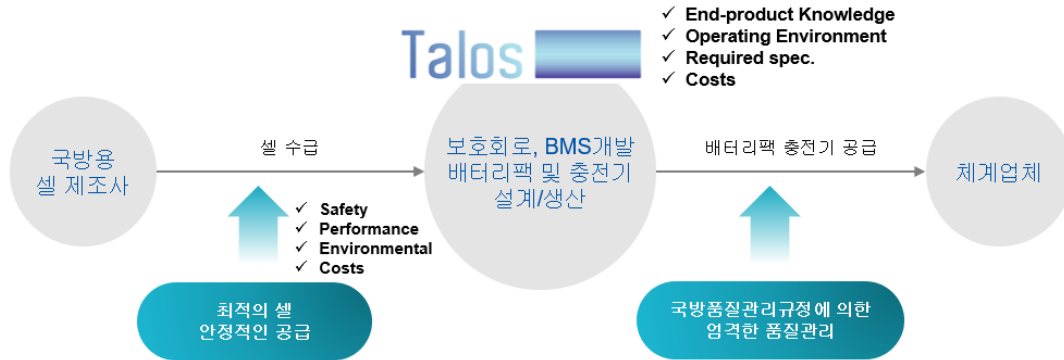 Talos
✓ End-product Knowledge
✓ Operating Environment
✓ Required spec.
✓ Costs
국방용
셀 제조사
셀 수급
보호회로, BMS개발
배터리팩 및 충전기
설계/생산
배터리팩 충전기 공급
체계업체
✓ Safety
✓ Performance
✓ Environmental
✓ Costs
최적의 셀
안정적인 공급
국방품질관리규정에 의한
엄격한 품질관리